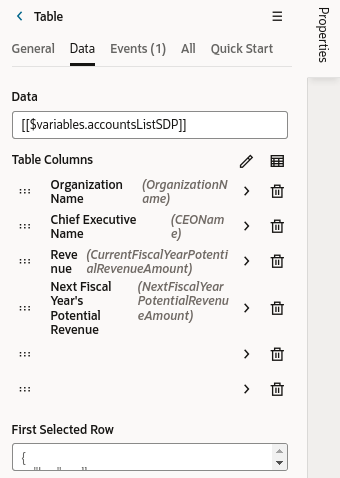 Table
Properties
General Data Events (1) All Quick Start
Data
[[$variables.accountsListSDP]]
Table Columns
Organization Name (OrganizationName)
Chief Executive Name (CEOName)
Revenue (CurrentFiscalYearPotentialRevenueAmount)
Next Fiscal Year's Potential Revenue (NextFiscalYearPotentialRevenueAmount)
First Selected Row
{